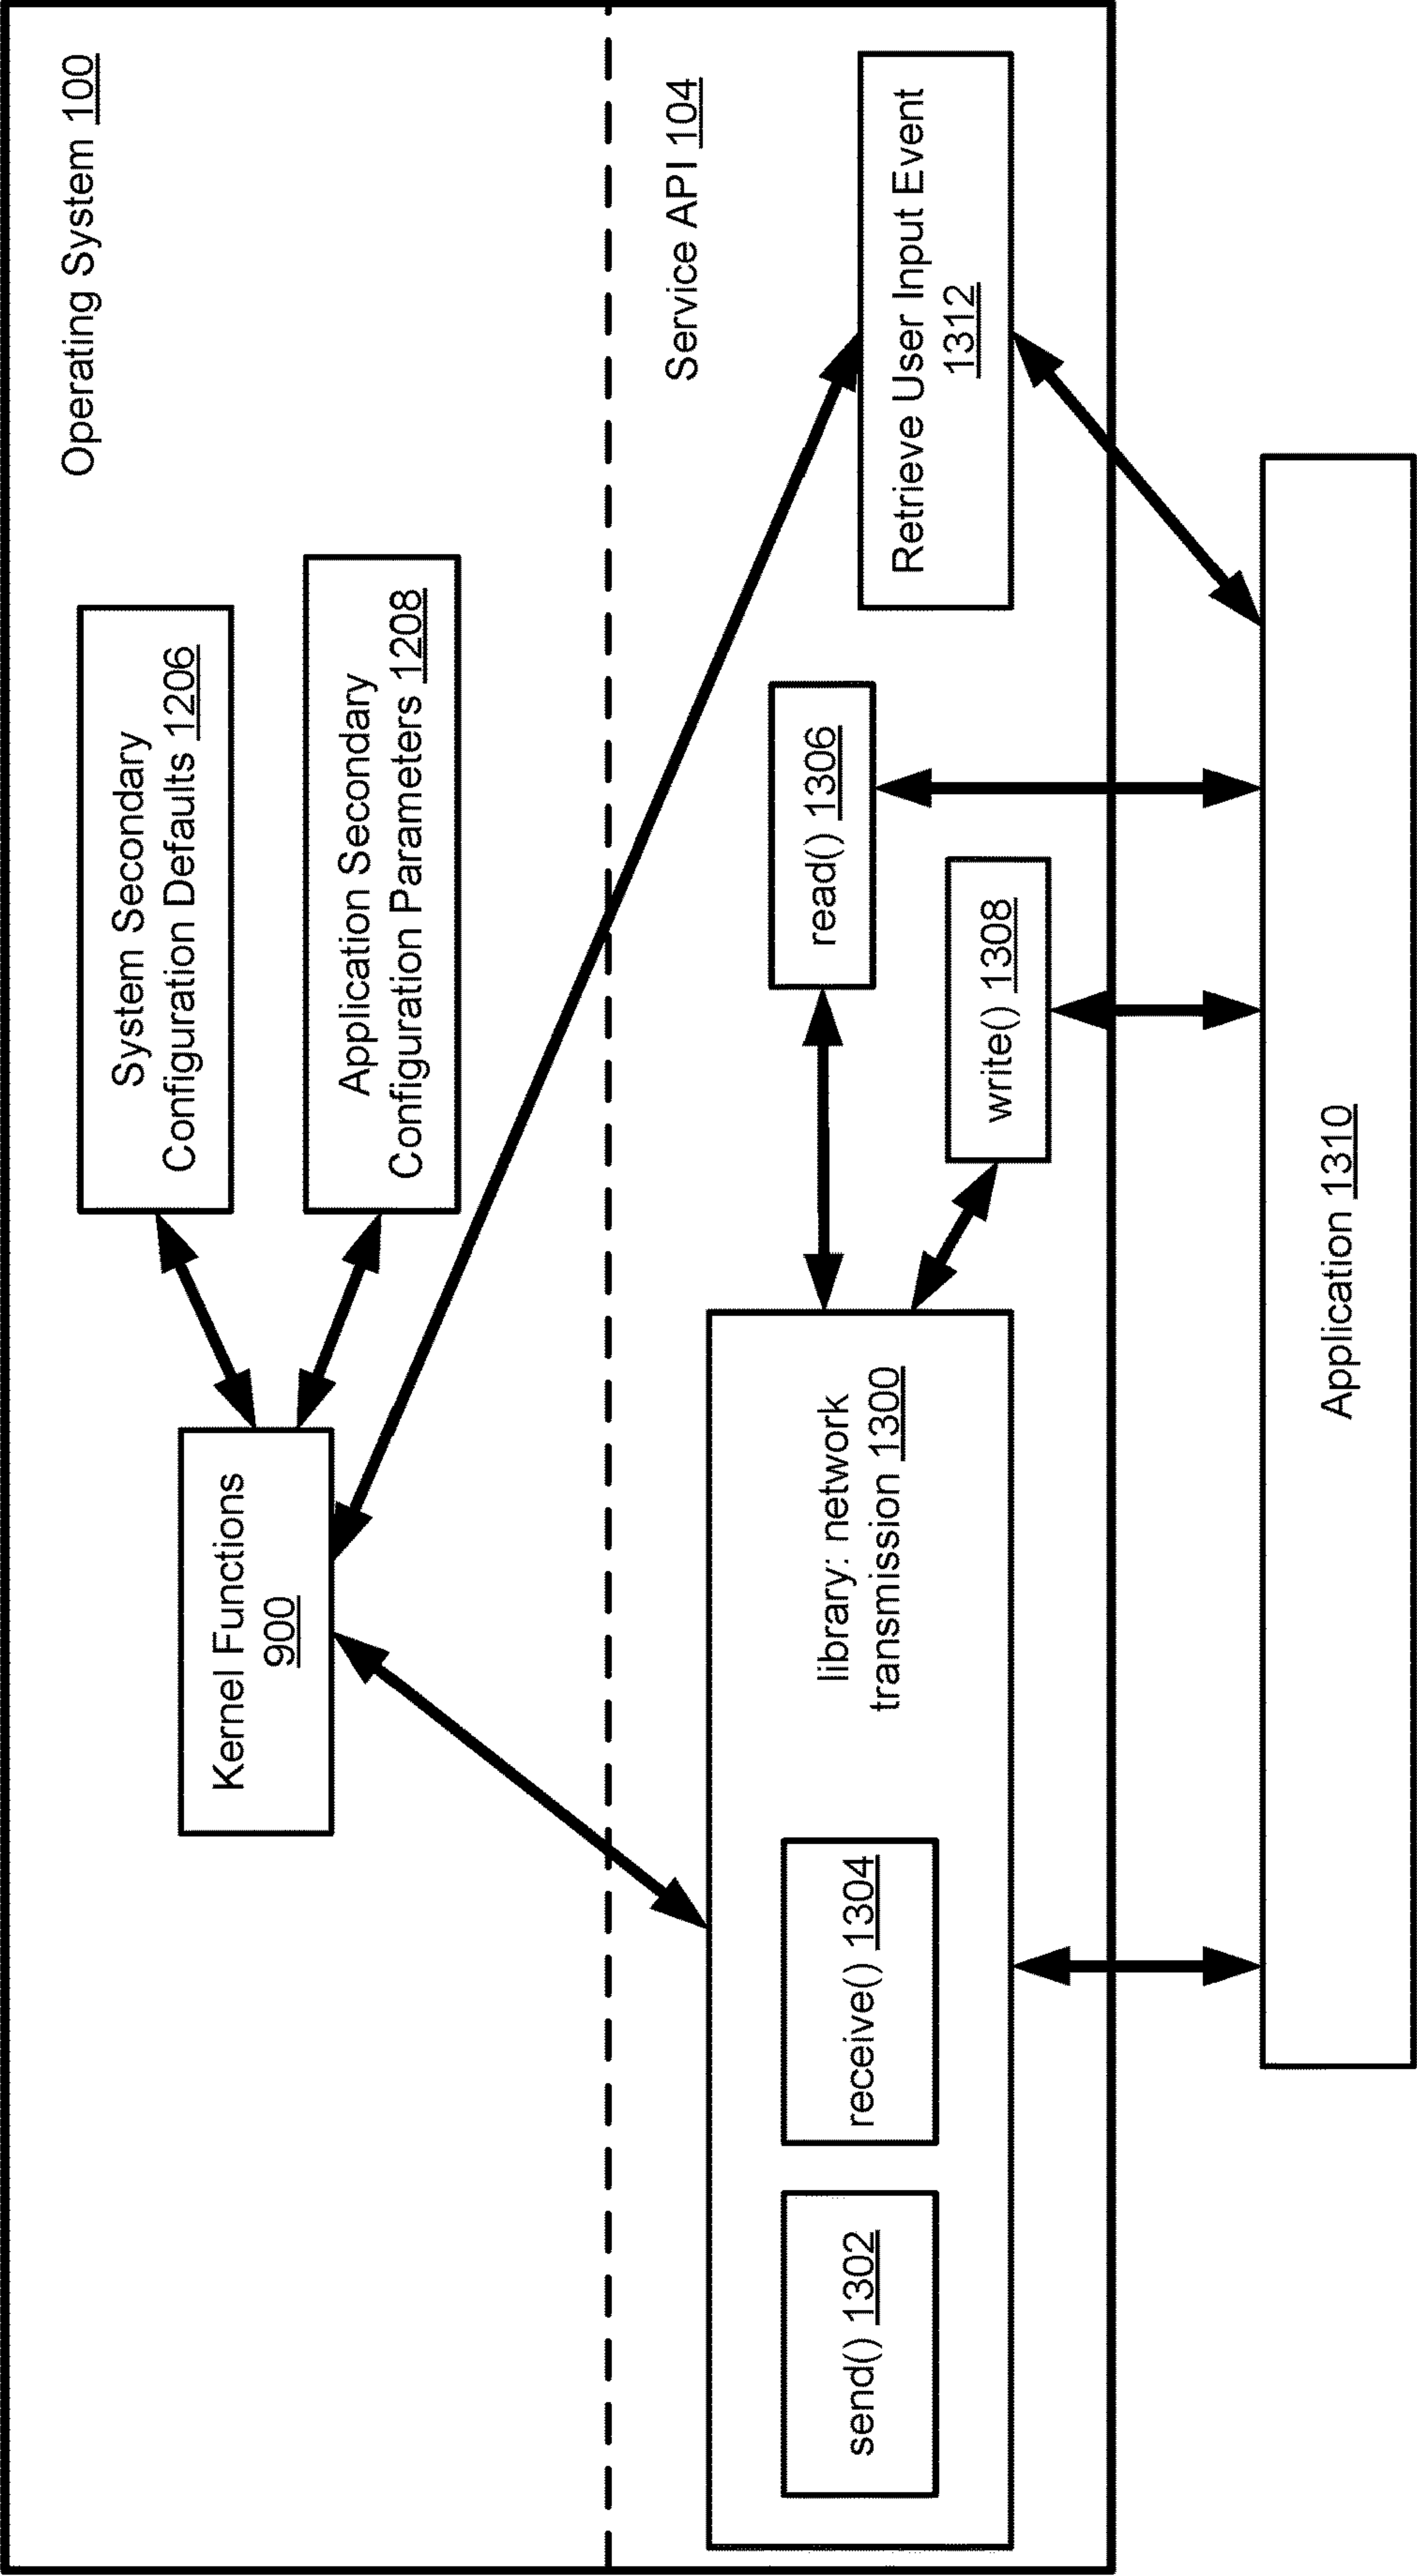 Operating System 100
System Secondary
Configuration Defaults 1206
Kernel Functions
900
Application Secondary
Configuration Parameters 1208
Service API 104
library: network
transmission 1300
send() 1302
receive() 1304
read() 1306
write() 1308
Retrieve User Input Event
1312
Application 1310